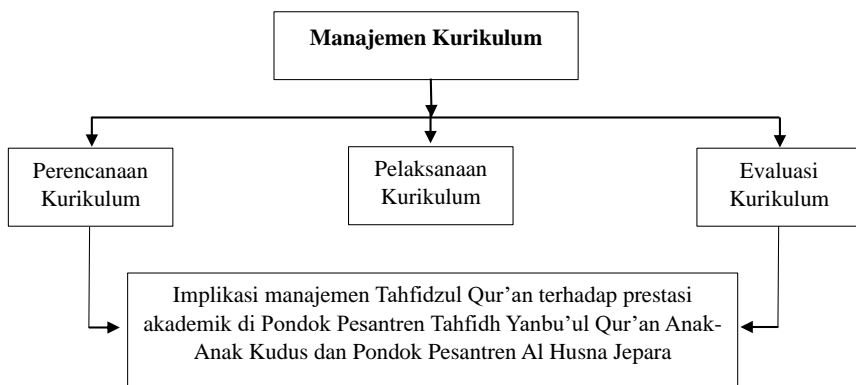 Manajemen Kurikulum
Perencanaan
Kurikulum
Pelaksanaan
Kurikulum
Evaluasi
Kurikulum
Implikasi manajemen Tahfidzul Qur’an terhadap prestasi
akademik di Pondok Pesantren Tahfidh Yanbu’ul Qur’an Anak-
Anak Kudus dan Pondok Pesantren Al Husna Jepara